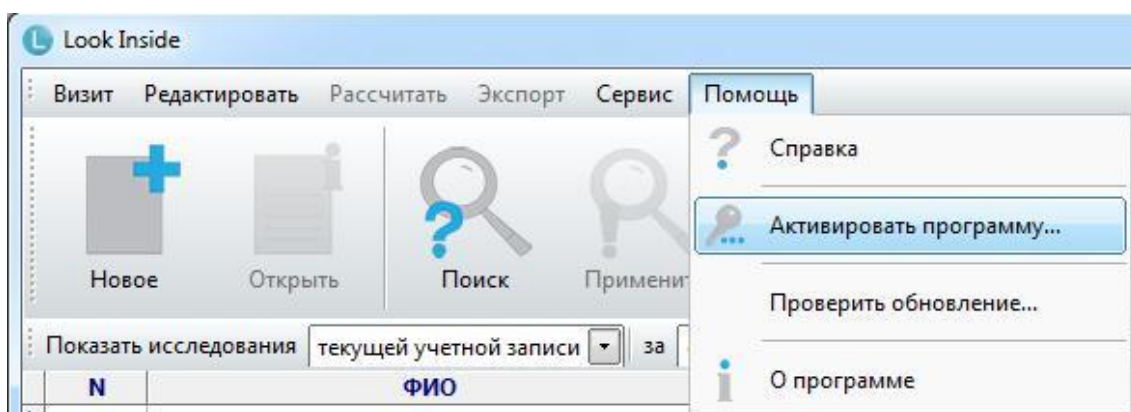 Look Inside
Визит Редактировать Рассчитать Экспорт Сервис Помощь
Справка
Активировать программу...
Новое Открыть Поиск
Проверить обновление...
Показать исследования текущей учетной записи за
N ФИО О программе